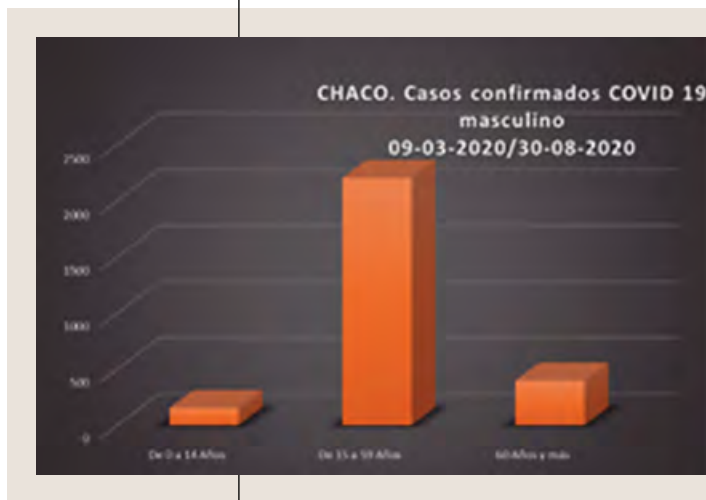 CHACO. Casos confirmados COVID 19
masculino
09-03-2020/30-08-2020
2500
2000
1500
1000
500
0
De 0 a 14 Años
De 15 a 59 Años
60 Años y más